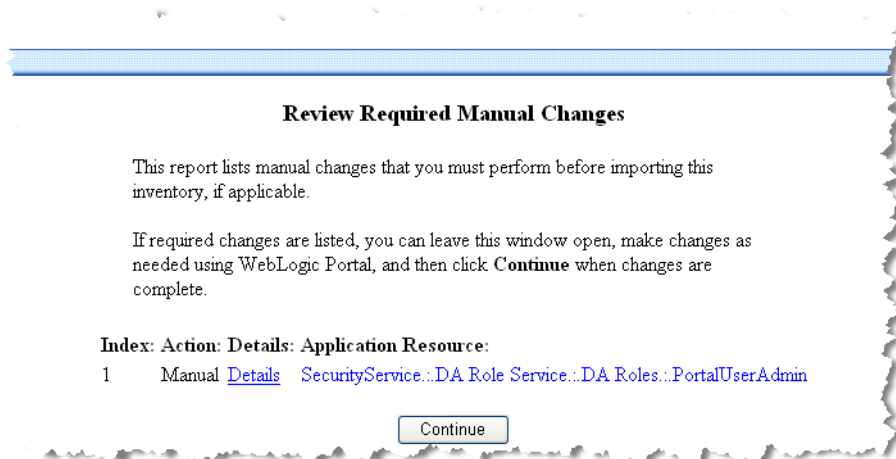 Review Required Manual Changes
This report lists manual changes that you must perform before importing this
inventory, if applicable.
If required changes are listed, you can leave this window open, make changes as
needed using WebLogic Portal, and then click Continue when changes are
complete.
Index: Action: Details: Application Resource:
1 Manual Details SecurityService.:.DA Role Service.:.DA Roles.:.PortalUserAdmin
Continue